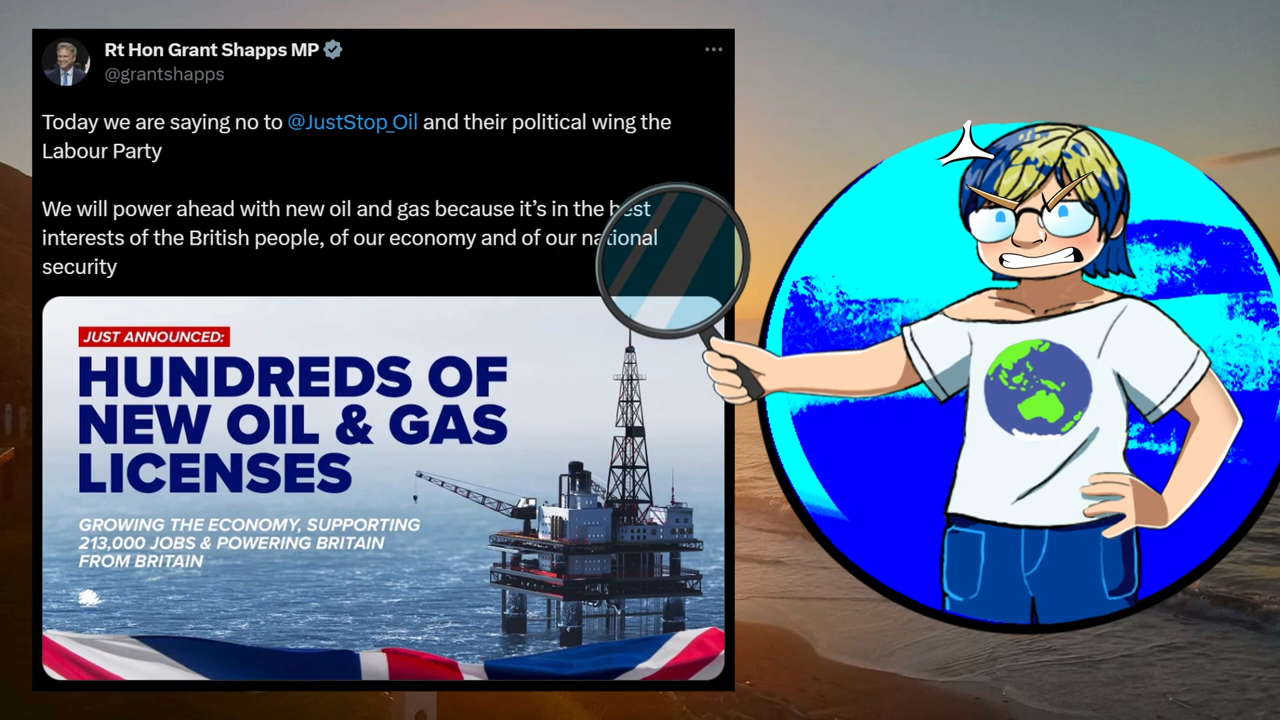 Rt Hon Grant Shapps MP
@grantshapps
Today we are saying no to @JustStop_Oil and their political wing the
Labour Party
We will power ahead with new oil and gas because it’s in the best
interests of the British people, of our economy and of our national
security
JUST ANNOUNCED:
HUNDREDS OF
NEW OIL & GAS
LICENSES
GROWING THE ECONOMY, SUPPORTING
213,000 JOBS & POWERING BRITAIN
FROM BRITAIN